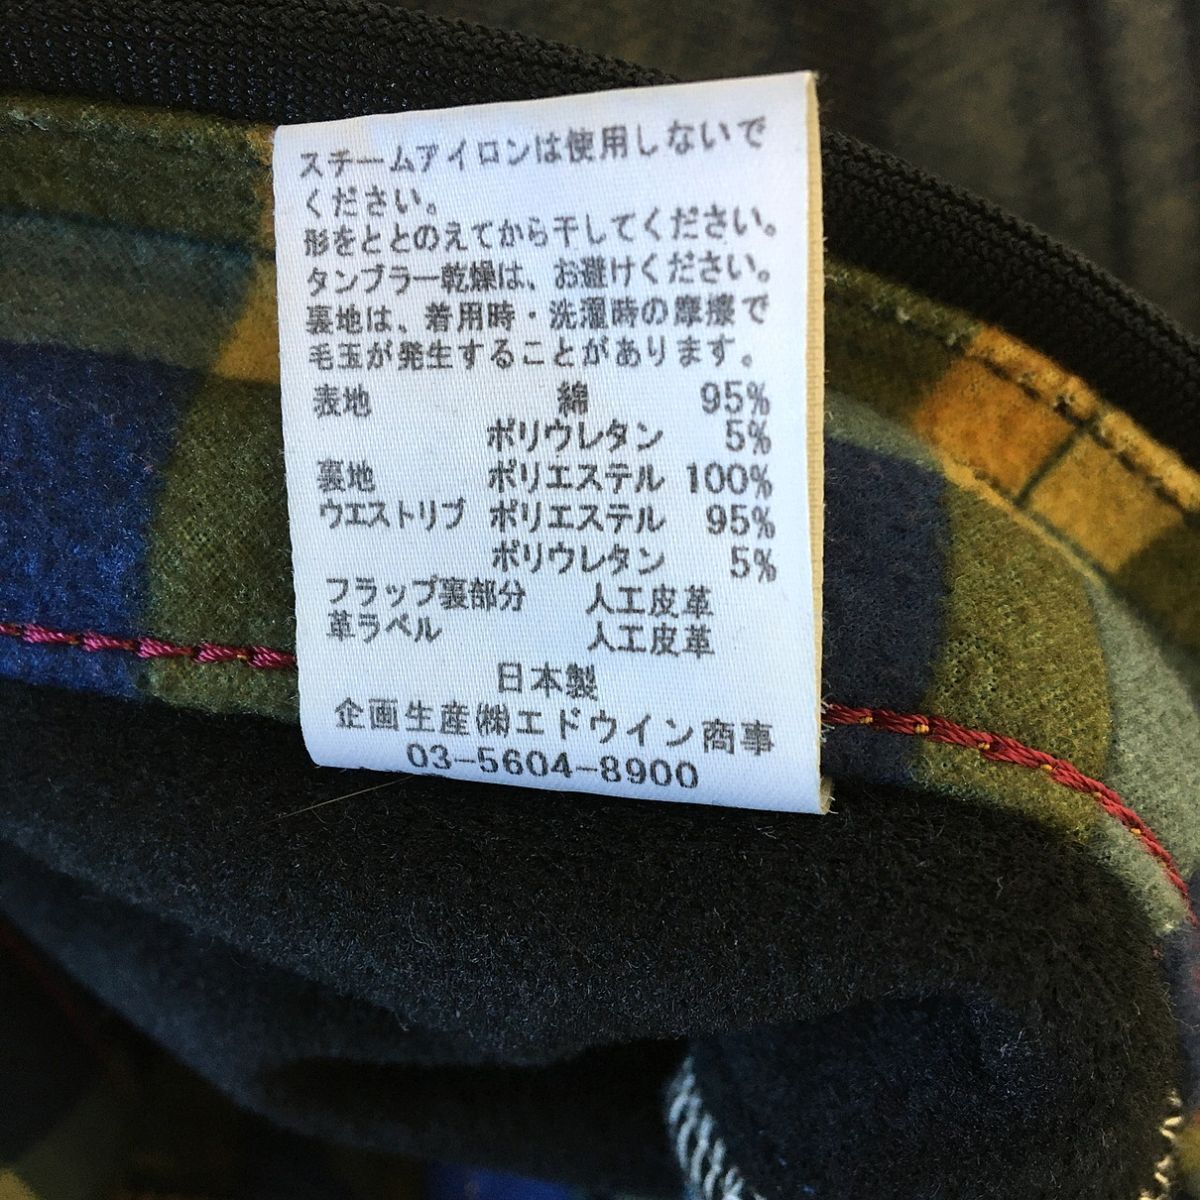 スチームアイロンは使用しないで
ください。
形をととのえてから干してください。
タンブラー乾燥は、お避けください。
裏地は、着用時・洗濯時の摩擦で
毛玉が発生することがあります。
表地 綿 95%
ポリウレタン 5%
裏地 ポリエステル 100%
ウエストリブ ポリエステル 95%
ポリウレタン 5%
フラップ裏部分 人工皮革
革ラベル 人工皮革
日本製
企画生産㈱エドウイン商事
03-5604-8900